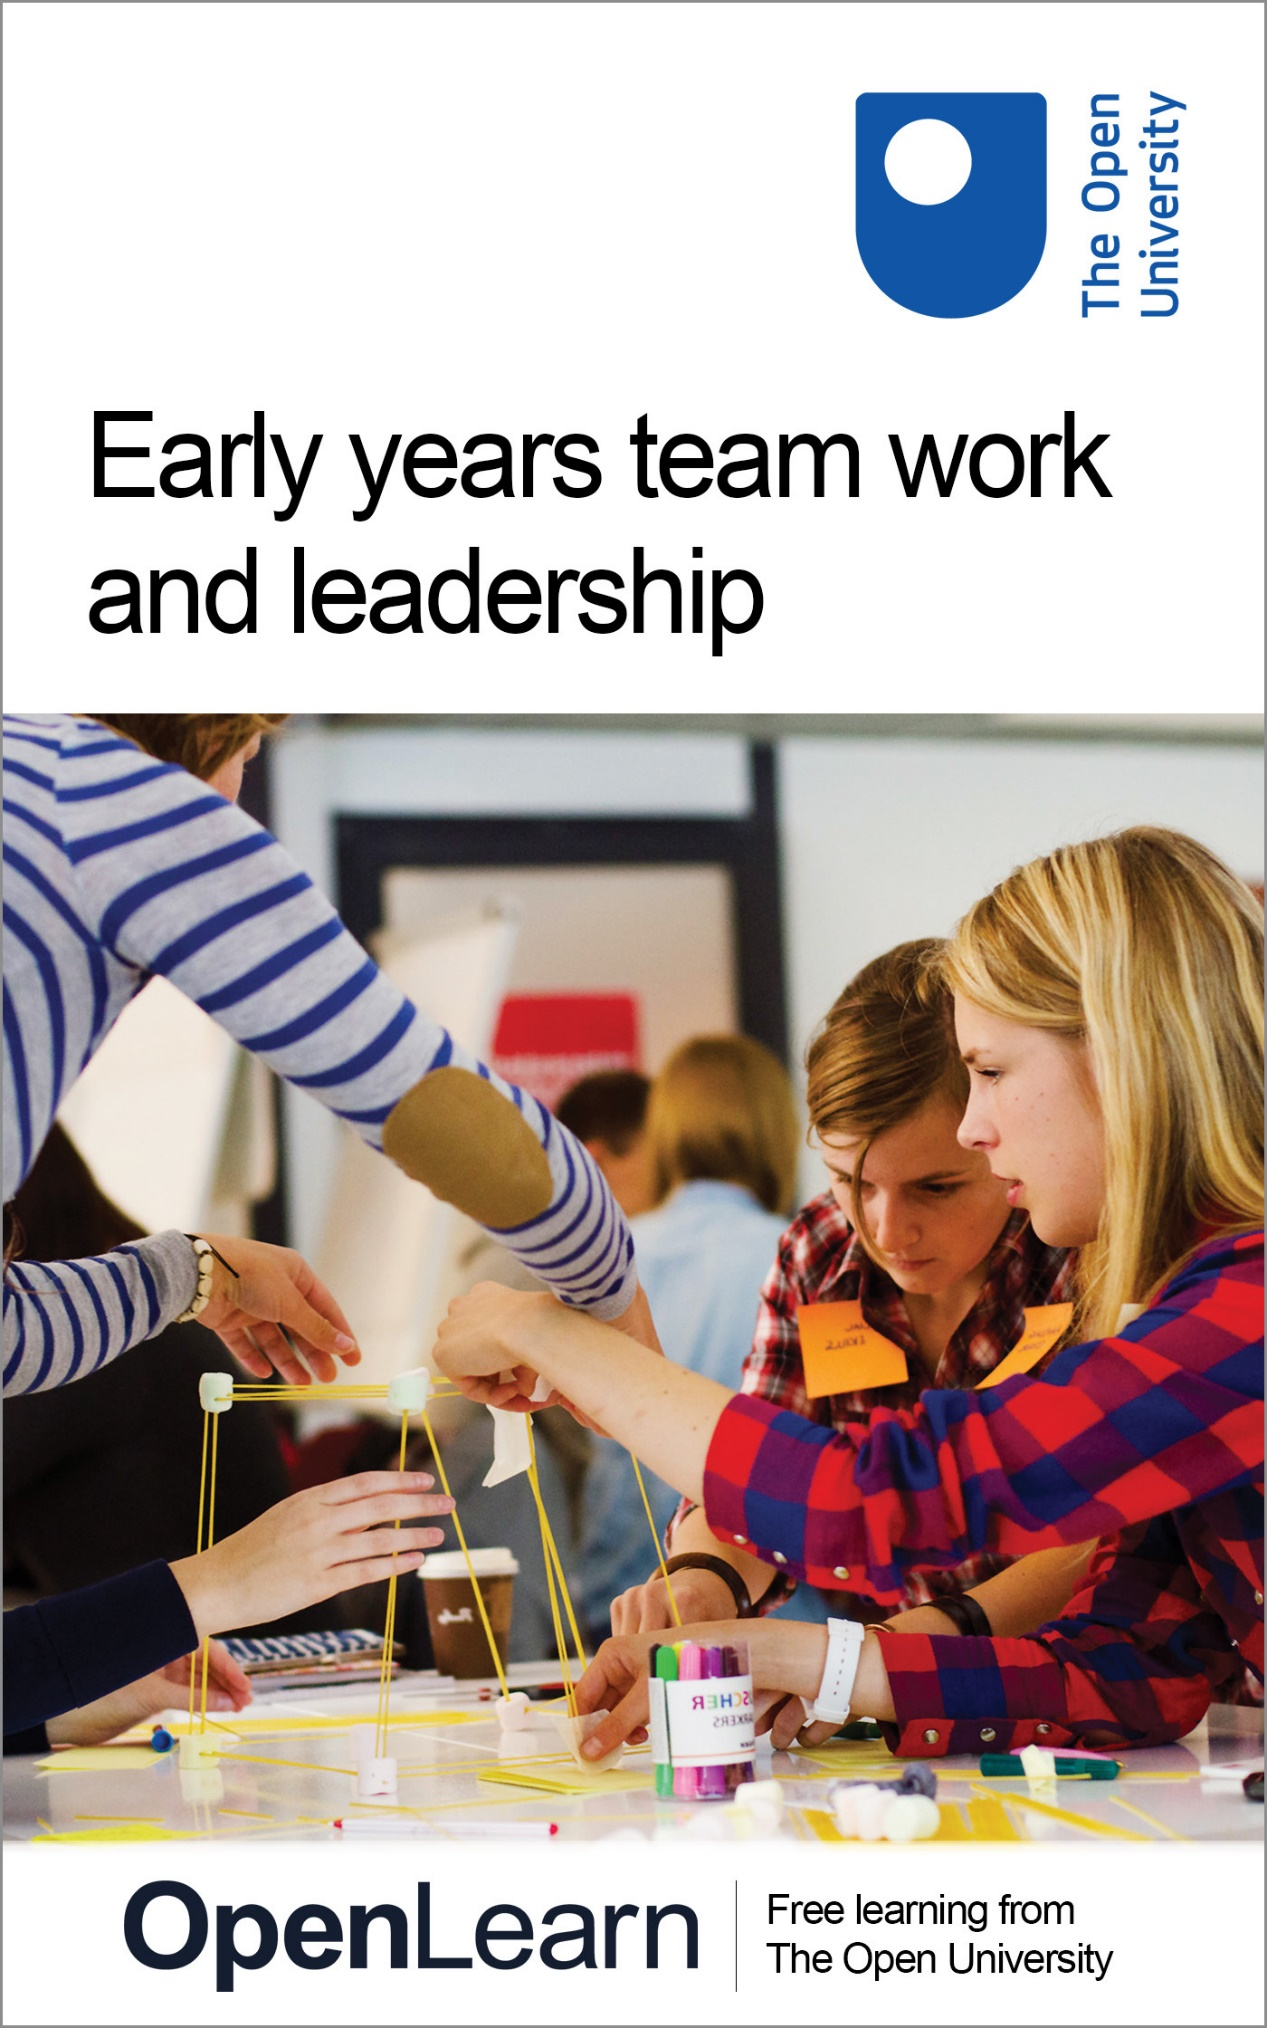 The Open
University
Early years team work
and leadership
OpenLearn
Free learning from
The Open University